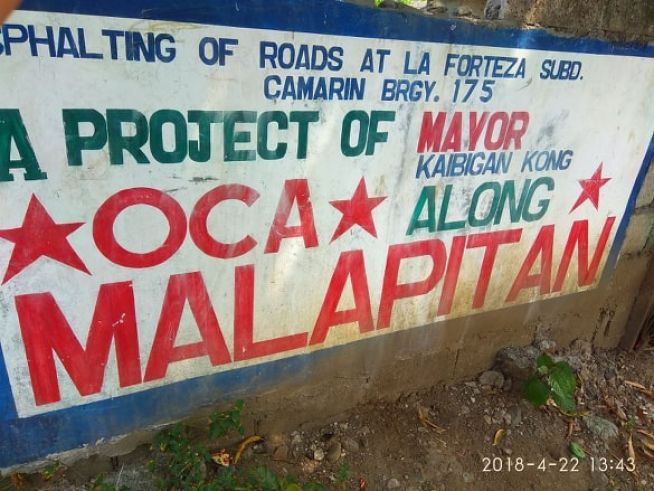 SPHALTING OF ROADS AT LA FORTEZA SUBD.
CAMARIN BRGY. 175
A PROJECT OF MAYOR
KAIBIGAN KONG
OCA ALONG
MALAPITAN
2018-4-22 13:43